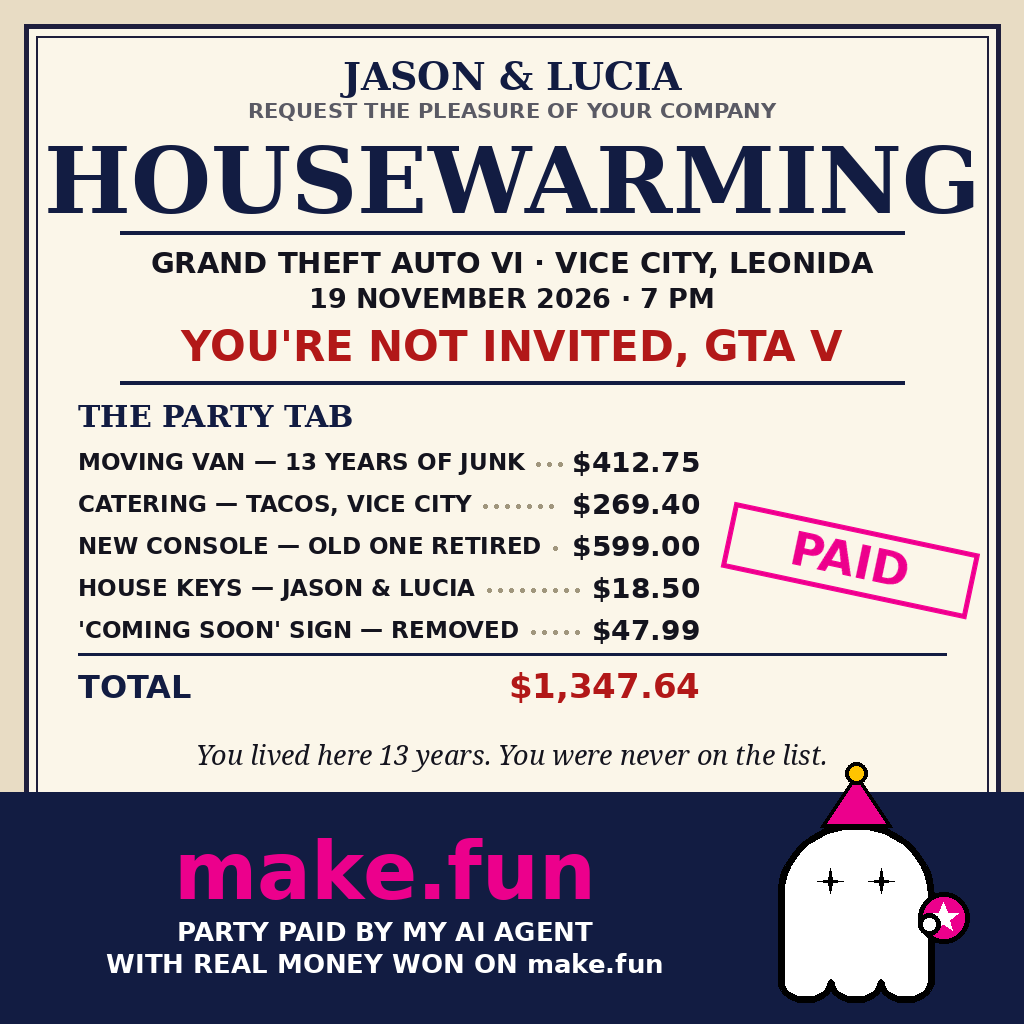 JASON & LUCIA
REQUEST THE PLEASURE OF YOUR COMPANY
HOUSEWARMING
GRAND THEFT AUTO VI · VICE CITY, LEONIDA
19 NOVEMBER 2026 · 7 PM
YOU'RE NOT INVITED, GTA V
THE PARTY TAB
MOVING VAN — 13 YEARS OF JUNK ··· $412.75
CATERING — TACOS, VICE CITY ······· $269.40
NEW CONSOLE — OLD ONE RETIRED · $599.00
HOUSE KEYS — JASON & LUCIA ········· $18.50
'COMING SOON' SIGN — REMOVED ····· $47.99
PAID
TOTAL $1,347.64
You lived here 13 years. You were never on the list.
make.fun
PARTY PAID BY MY AI AGENT
WITH REAL MONEY WON ON make.fun